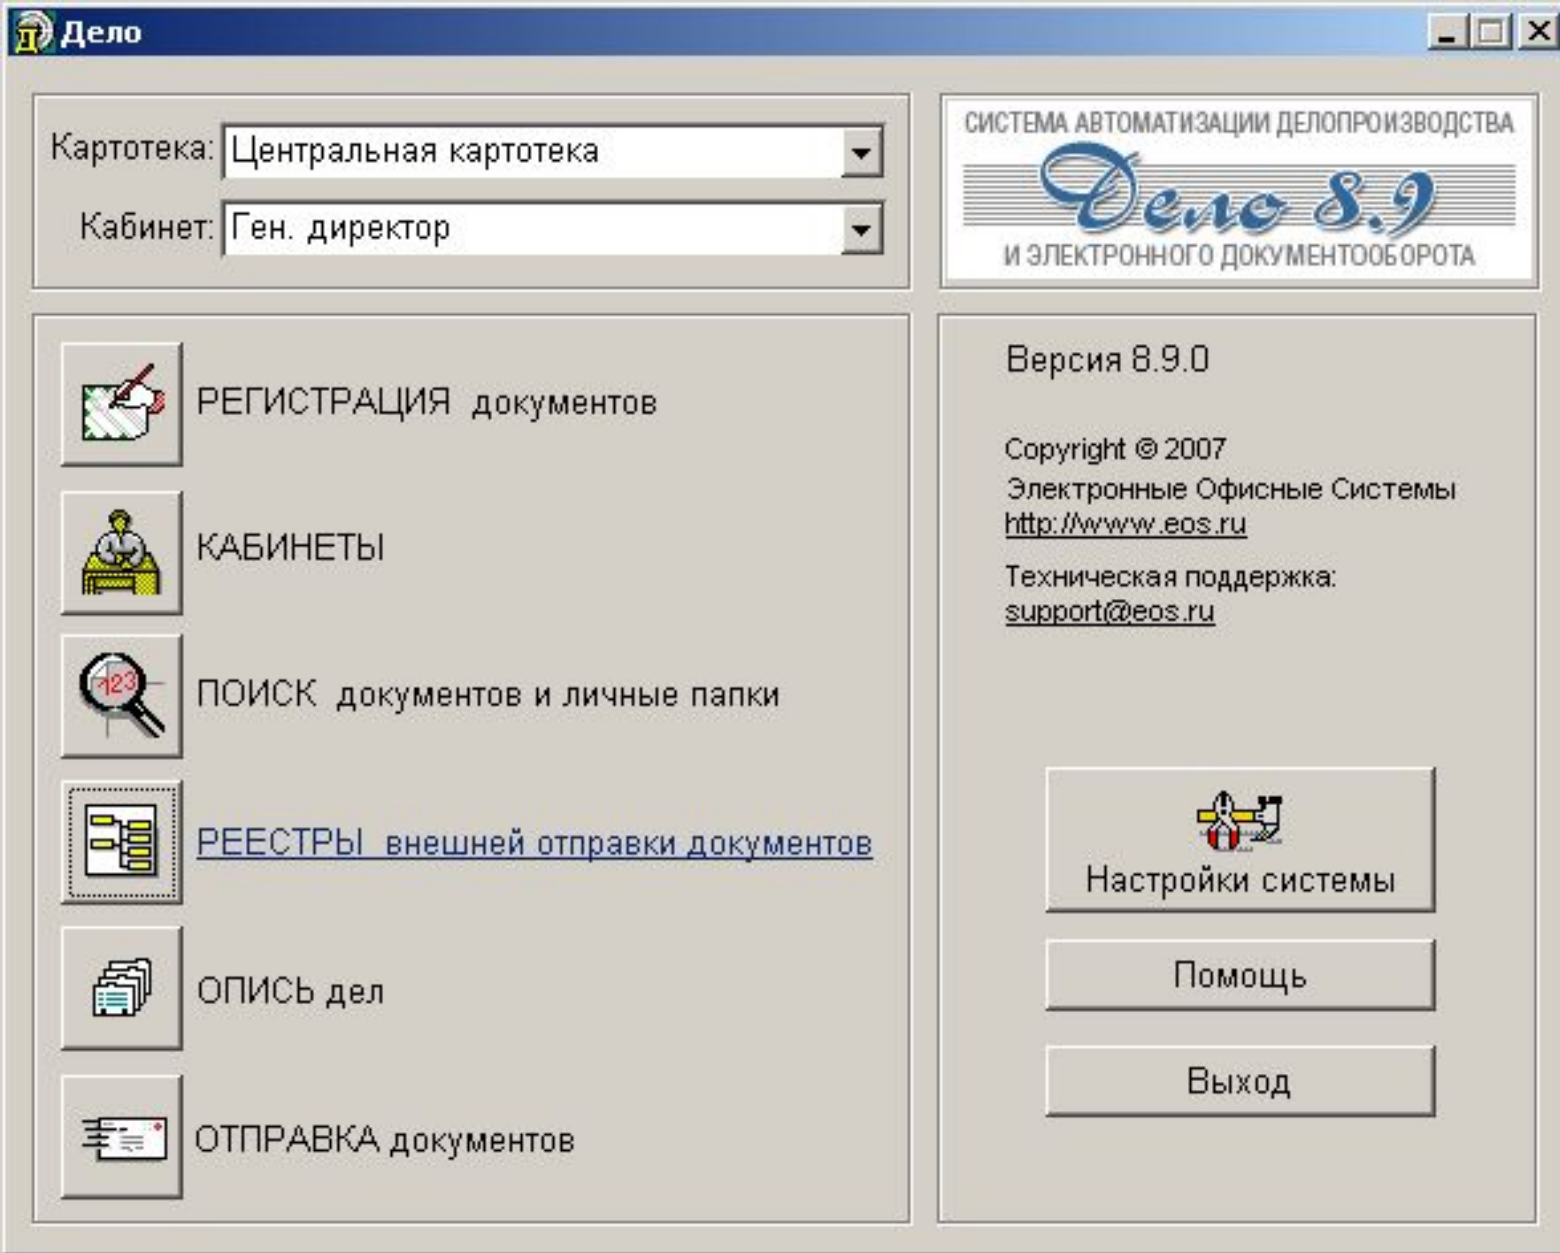 Дело
Картотека: Центральная картотека
Кабинет: Ген. директор
СИСТЕМА АВТОМАТИЗАЦИИ ДЕЛОПРОИЗВОДСТВА
Дело 8.9
И ЭЛЕКТРОННОГО ДОКУМЕНТООБОРОТА
РЕГИСТРАЦИЯ документов
КАБИНЕТЫ
123
ПОИСК документов и личные папки
РЕЕСТРЫ внешней отправки документов
ОПИСЬ дел
ОТПРАВКА документов
Версия 8.9.0
Copyright © 2007
Электронные Офисные Системы
http://www.eos.ru
Техническая поддержка:
support@eos.ru
Настройки системы
Помощь
Выход